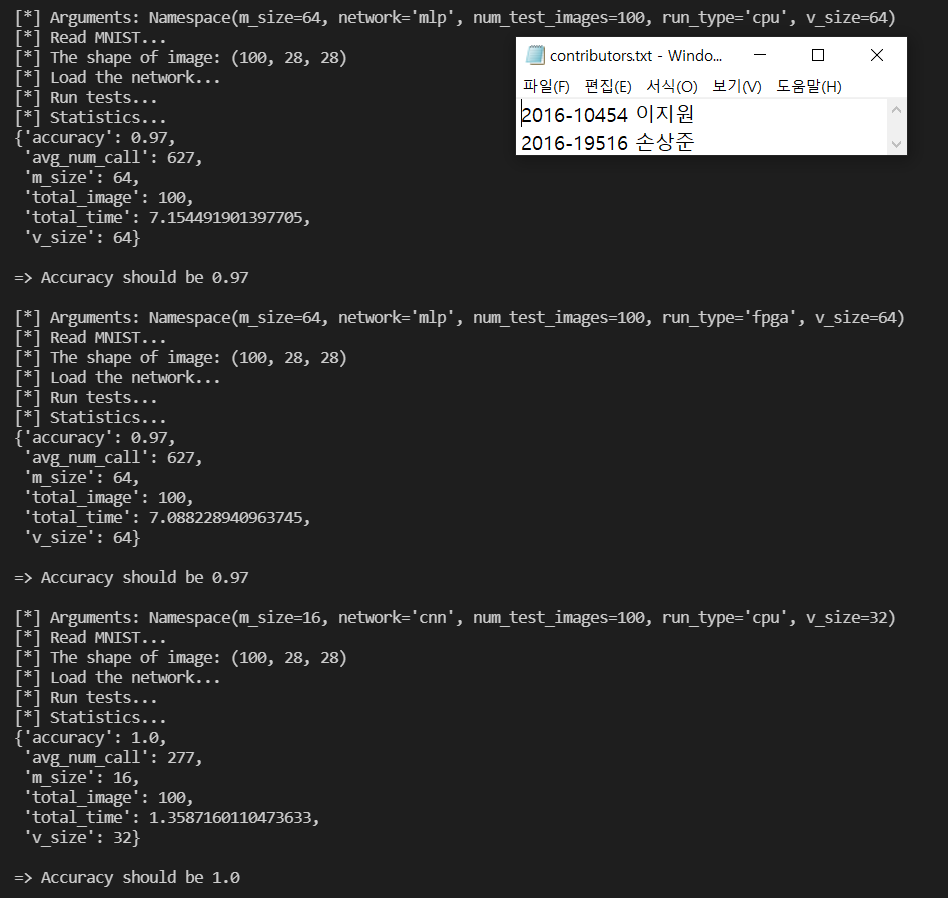 [*] Arguments: Namespace(m_size=64, network='mlp', num_test_images=100, run_type='cpu', v_size=64)
[*] Read MNIST...
[*] The shape of image: (100, 28, 28)
[*] Load the network...
[*] Run tests...
[*] Statistics...
{'accuracy': 0.97,
 'avg_num_call': 627,
 'm_size': 64,
 'total_image': 100,
 'total_time': 7.154491901397705,
 'v_size': 64}
=> Accuracy should be 0.97
contributors.txt - Windo...
파일(F) 편집(E) 서식(O) 보기(V) 도움말(H)
2016-10454 이지원
2016-19516 손상준
[*] Arguments: Namespace(m_size=64, network='mlp', num_test_images=100, run_type='fpga', v_size=64)
[*] Read MNIST...
[*] The shape of image: (100, 28, 28)
[*] Load the network...
[*] Run tests...
[*] Statistics...
{'accuracy': 0.97,
 'avg_num_call': 627,
 'm_size': 64,
 'total_image': 100,
 'total_time': 7.088228940963745,
 'v_size': 64}
=> Accuracy should be 0.97
[*] Arguments: Namespace(m_size=16, network='cnn', num_test_images=100, run_type='cpu', v_size=32)
[*] Read MNIST...
[*] The shape of image: (100, 28, 28)
[*] Load the network...
[*] Run tests...
[*] Statistics...
{'accuracy': 1.0,
 'avg_num_call': 277,
 'm_size': 16,
 'total_image': 100,
 'total_time': 1.3587160110473633,
 'v_size': 32}
=> Accuracy should be 1.0